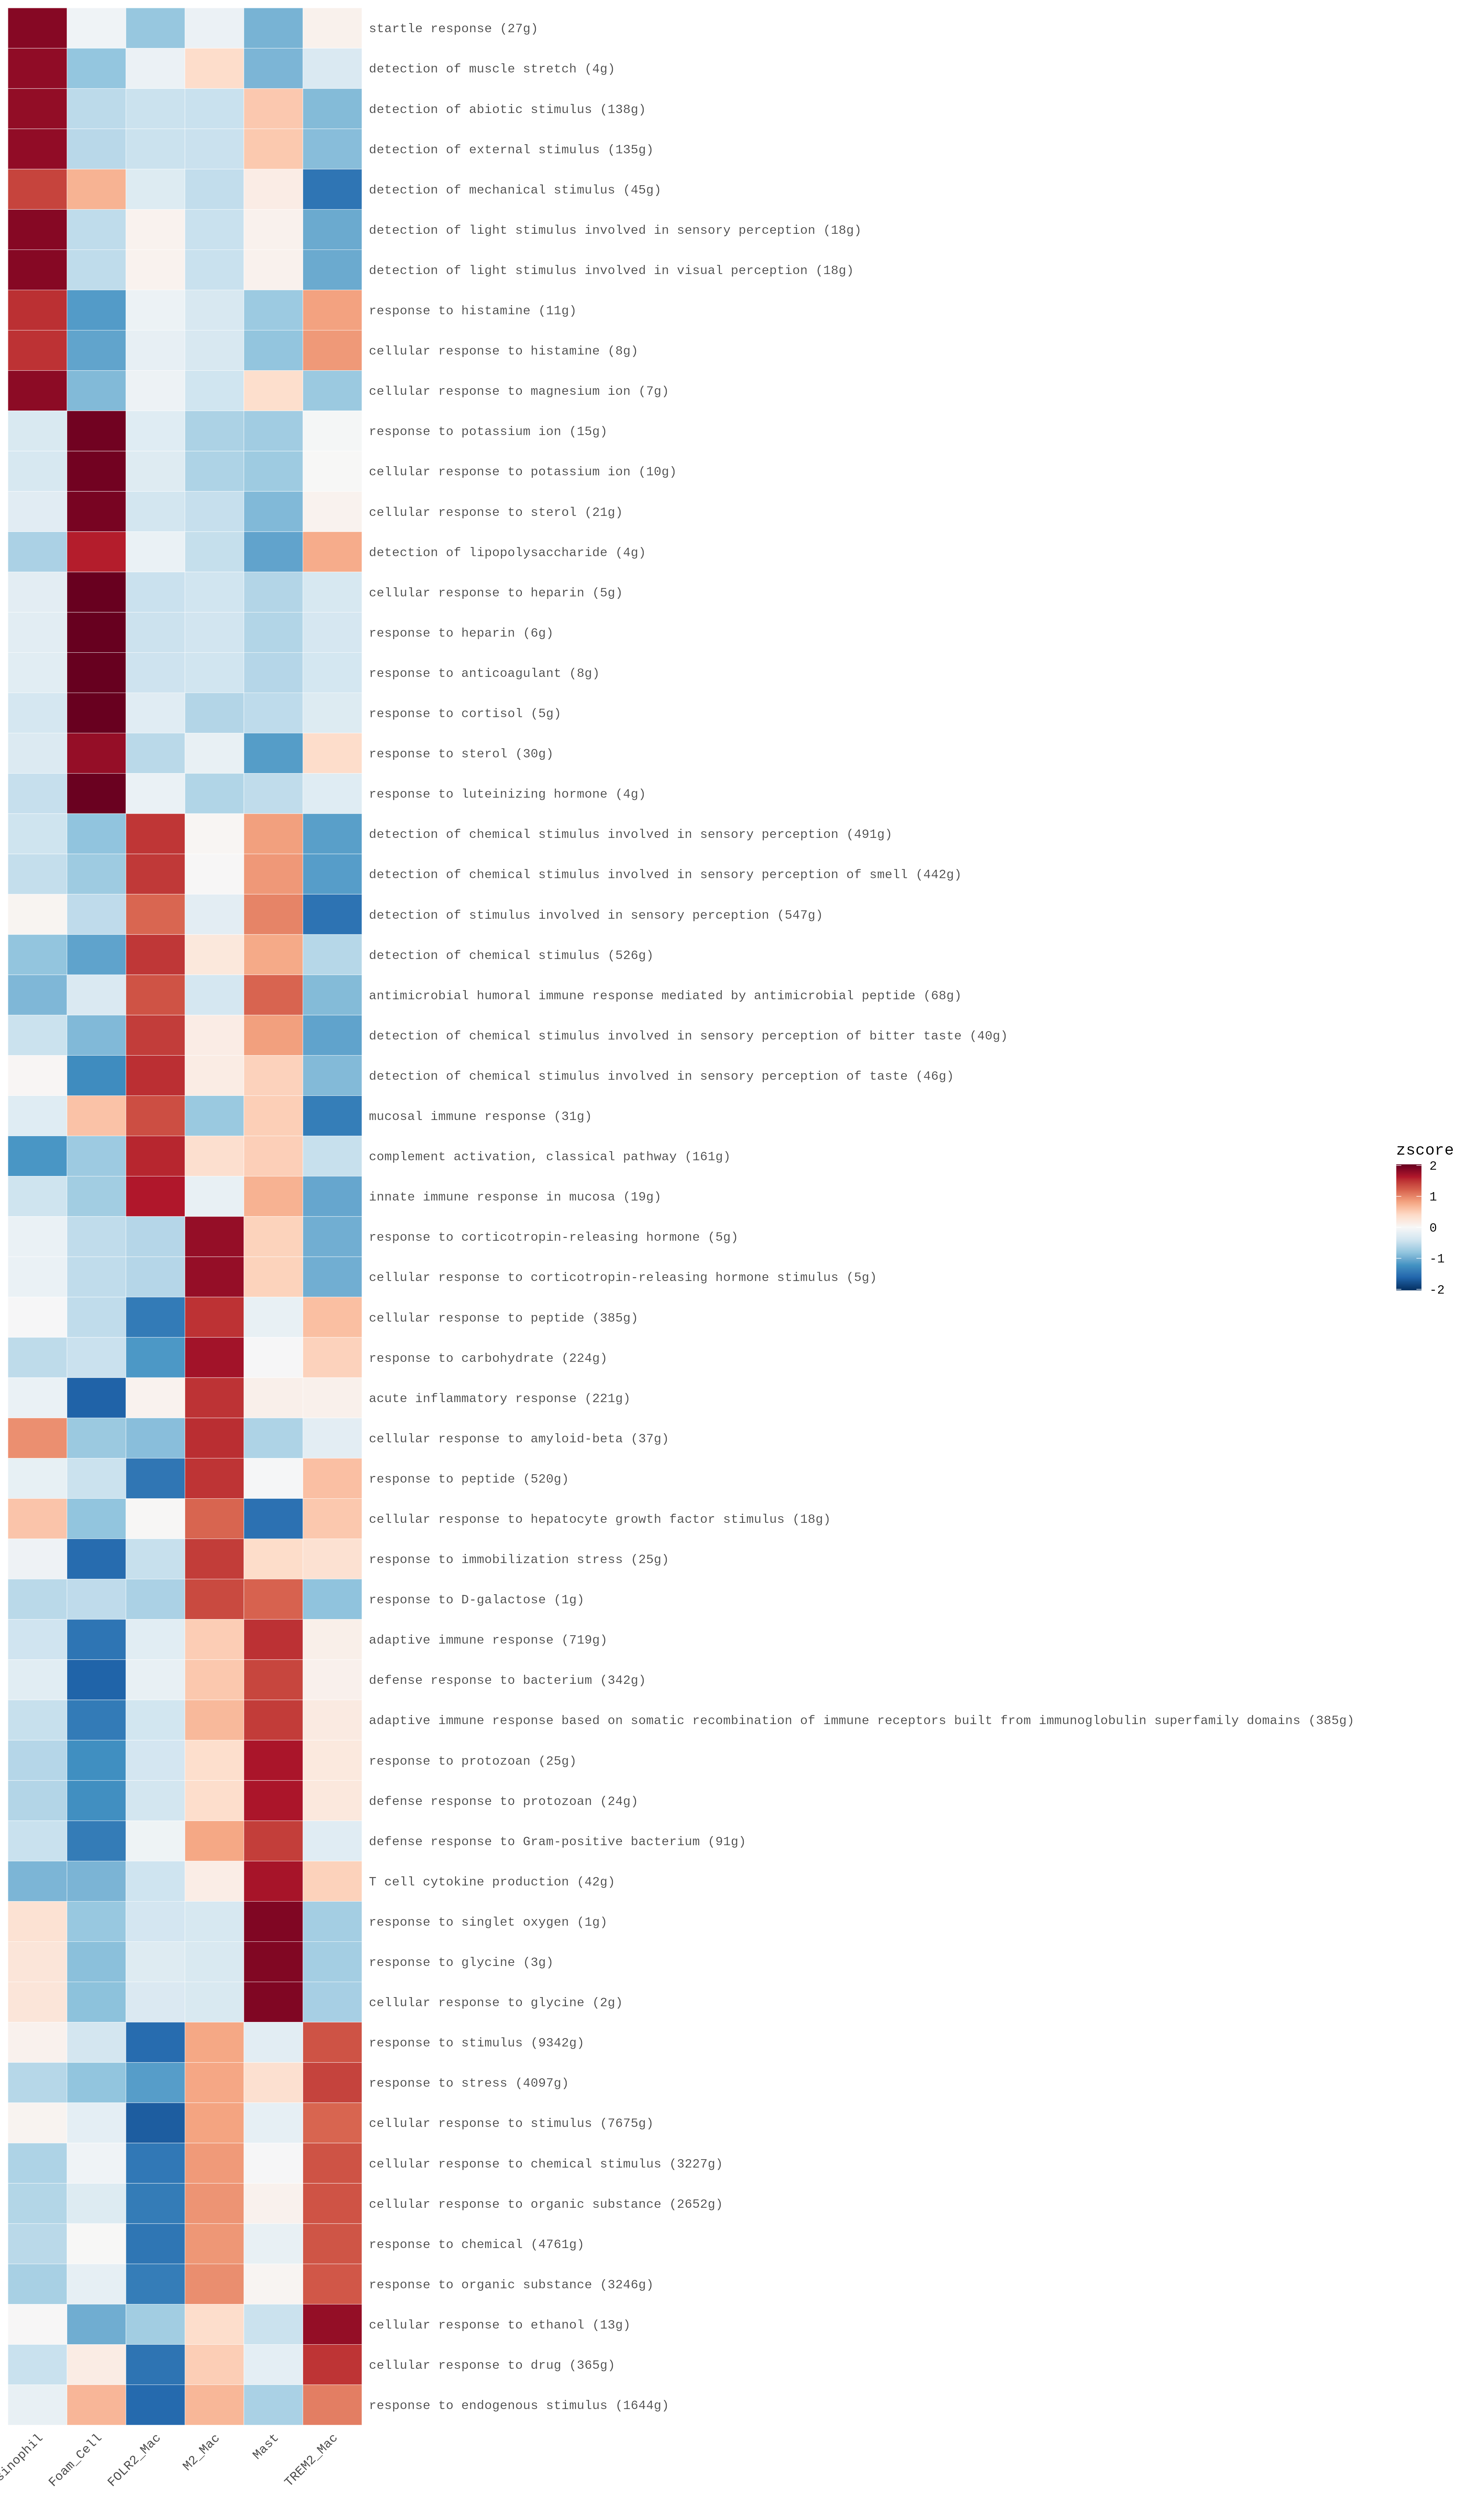 startle response (27g)
detection of muscle stretch (4g)
detection of abiotic stimulus (138g)
detection of external stimulus (135g)
detection of mechanical stimulus (45g)
detection of light stimulus involved in sensory perception (18g)
detection of light stimulus involved in visual perception (18g)
response to histamine (11g)
cellular response to histamine (8g)
cellular response to magnesium ion (7g)
response to potassium ion (15g)
cellular response to potassium ion (10g)
cellular response to sterol (21g)
detection of lipopolysaccharide (4g)
cellular response to heparin (5g)
response to heparin (6g)
response to anticoagulant (8g)
response to cortisol (5g)
response to sterol (30g)
response to luteinizing hormone (4g)
detection of chemical stimulus involved in sensory perception (491g)
detection of chemical stimulus involved in sensory perception of smell (442g)
detection of stimulus involved in sensory perception (547g)
detection of chemical stimulus (526g)
antimicrobial humoral immune response mediated by antimicrobial peptide (68g)
detection of chemical stimulus involved in sensory perception of bitter taste (40g)
detection of chemical stimulus involved in sensory perception of taste (46g)
mucosal immune response (31g)
complement activation, classical pathway (161g)
innate immune response in mucosa (19g)
response to corticotropin-releasing hormone (5g)
cellular response to corticotropin-releasing hormone stimulus (5g)
cellular response to peptide (385g)
response to carbohydrate (224g)
acute inflammatory response (221g)
cellular response to amyloid-beta (37g)
response to peptide (520g)
cellular response to hepatocyte growth factor stimulus (18g)
response to immobilization stress (25g)
response to D-galactose (1g)
adaptive immune response (719g)
defense response to bacterium (342g)
adaptive immune response based on somatic recombination of immune receptors built from immunoglobulin superfamily domains (385g)
response to protozoan (25g)
defense response to protozoan (24g)
defense response to Gram-positive bacterium (91g)
T cell cytokine production (42g)
response to singlet oxygen (1g)
response to glycine (3g)
cellular response to glycine (2g)
response to stimulus (9342g)
response to stress (4097g)
cellular response to stimulus (7675g)
cellular response to chemical stimulus (3227g)
cellular response to organic substance (2652g)
response to chemical (4761g)
response to organic substance (3246g)
cellular response to ethanol (13g)
cellular response to drug (365g)
response to endogenous stimulus (1644g)
sinophil
Foam_Cell
FOLR2_Mac
M2_Mac
Mast
TREM2_Mac
zscore
2
1
0
-1
-2